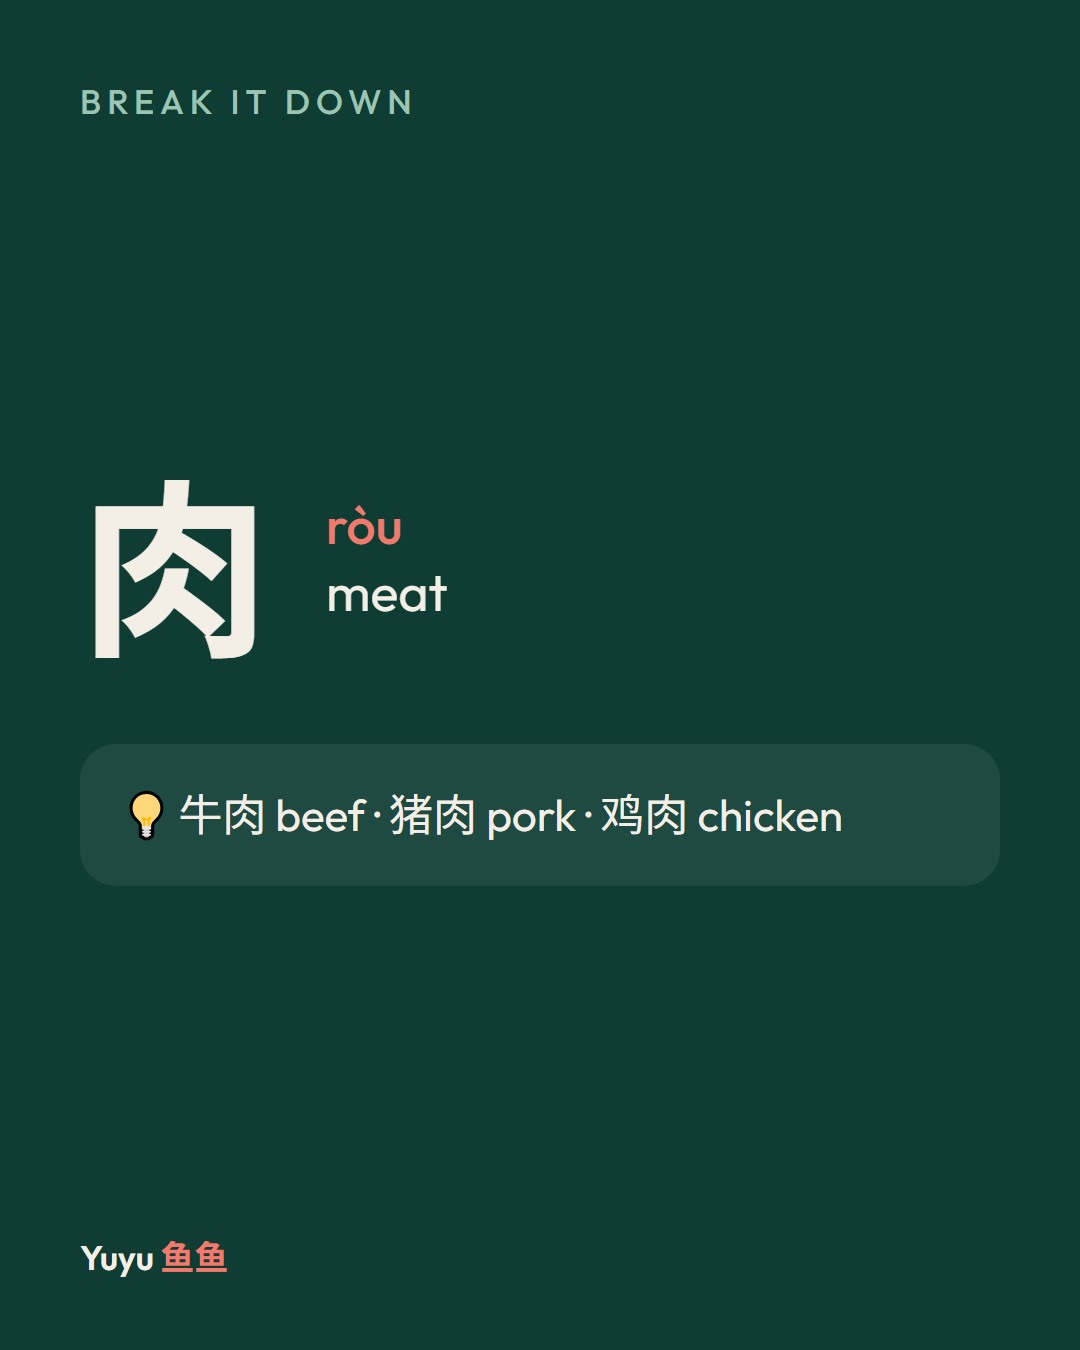 BREAK IT DOWN
肉
ròu
meat
💡 牛肉 beef · 猪肉 pork · 鸡肉 chicken
Yuyu 鱼鱼